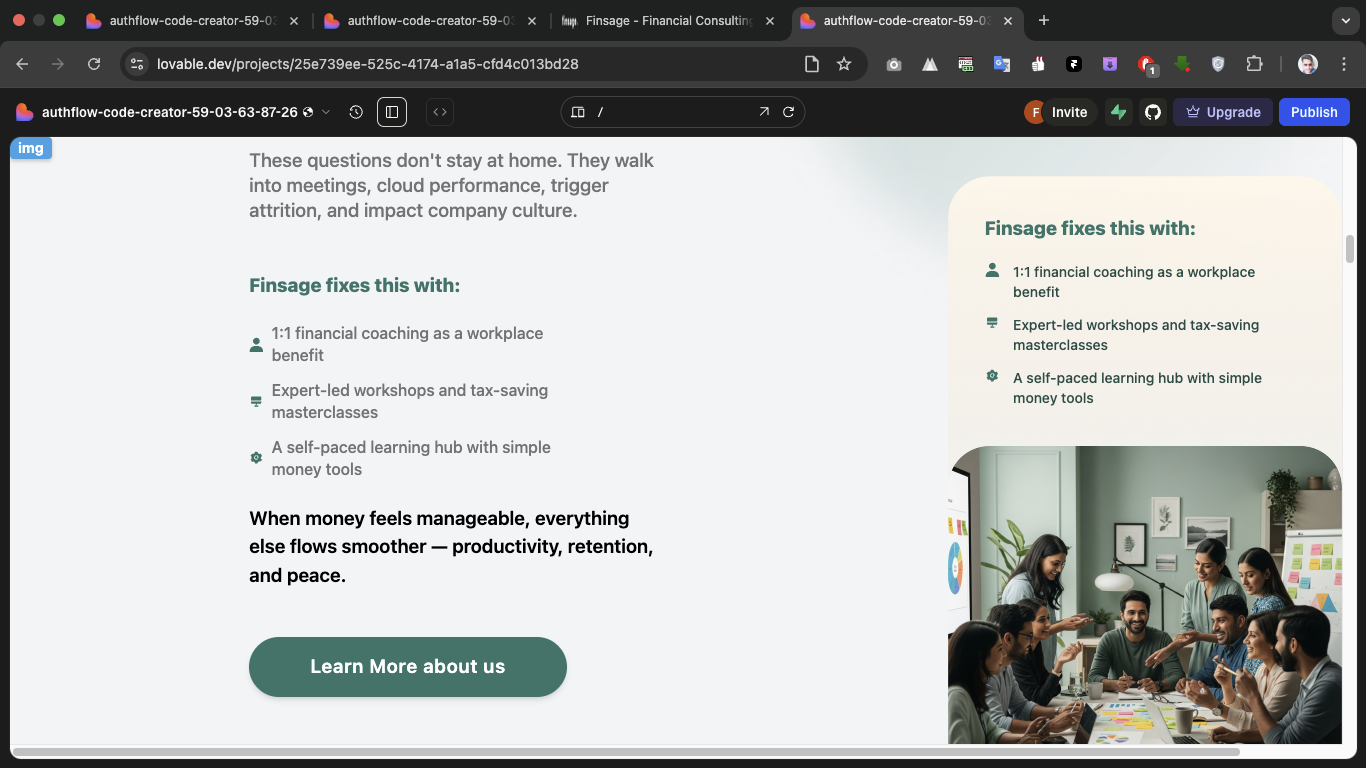 authflow-code-creator-59-03
authflow-code-creator-59-03
Finsage - Financial Consulting
authflow-code-creator-59-03
lovable.dev/projects/25e739ee-525c-4174-a1a5-cfd4c013bd28
1
authflow-code-creator-59-03-63-87-26
/
F
Invite
Upgrade
Publish
img
These questions don't stay at home. They walk
into meetings, cloud performance, trigger
attrition, and impact company culture.
Finsage fixes this with:
1:1 financial coaching as a workplace
benefit
Expert-led workshops and tax-saving
masterclasses
A self-paced learning hub with simple
money tools
When money feels manageable, everything
else flows smoother — productivity, retention,
and peace.
Learn More about us
Finsage fixes this with:
1:1 financial coaching as a workplace
benefit
Expert-led workshops and tax-saving
masterclasses
A self-paced learning hub with simple
money tools